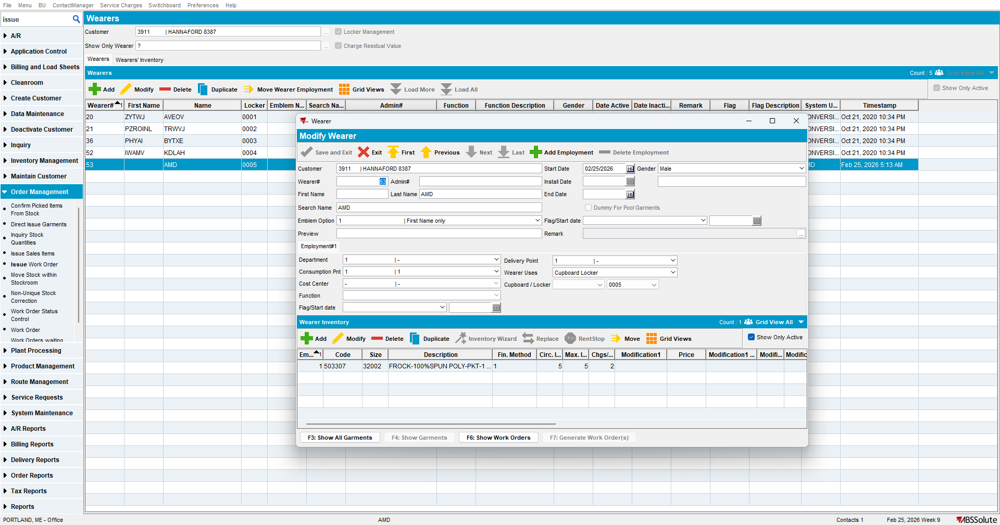 File Menu BU ContactManager Service Charges Switchboard Preferences Help
issue
Wearers
Customer 3911 | HANNAFORD 8387 ... Locker Management
Show Only Wearer ? ... Charge Residual Value
Wearers Wearers' Inventory
Wearers Count : 5 Grid View All
Add Modify Delete Duplicate Move Wearer Employment Grid Views Load More Load All Show Only Active
Wearer# 1 First Name Name Locker Emblem N... Search Na... Admin# Function Function Description Gender Date Active Date Inacti... Remark Flag Flag Description System U... Timestamp
20 ZYTWJ AVEOV 0001 ONVERSI... Oct 21, 2020 10:34 PM
21 PZROINL TRWVJ 0002 ONVERSI... Oct 21, 2020 10:34 PM
36 PHYAI BYTXE 0003 ONVERSI... Oct 21, 2020 10:34 PM
52 IWAMV KDLAH 0004 ONVERSI... Oct 21, 2020 10:34 PM
53 AMD 0005 MD Feb 25, 2026 5:13 AM
A/R
Application Control
Billing and Load Sheets
Cleanroom
Create Customer
Data Maintenance
Deactivate Customer
Inquiry
Inventory Management
Maintain Customer
Order Management
Confirm Picked Items
From Stock
Direct Issue Garments
Inquiry Stock
Quantities
Issue Sales Items
Issue Work Order
Move Stock within
Stockroom
Non-Unique Stock
Correction
Work Order Status
Control
Work Order
Work Orders waiting
Plant Processing
Product Management
Route Management
Service Requests
System Maintenance
A/R Reports
Billing Reports
Delivery Reports
Order Reports
Tax Reports
Reports
Wearer
Modify Wearer
Save and Exit Exit First Previous Next Last Add Employment Delete Employment
Customer 3911 | HANNAFORD 8387 Start Date 02/25/2026 16 Gender Male
Wearer# 53 Admin# Install Date 16
First Name Last Name AMD End Date 16
Search Name AMD Dummy For Pool Garments
Emblem Option 1 | First Name only Flag/Start date 16
Preview Remark ...
Employment#1
Department 1 | - Delivery Point 1 | -
Consumption Pnt 1 | 1 Wearer Uses Cupboard Locker
Cost Center - | - Cupboard / Locker 0005
Function
Flag/Start date 16
Wearer Inventory Count : 1 Grid View All
Add Modify Delete Duplicate Inventory Wizard Replace RentStop Move Grid Views Show Only Active
Em... 1 Code Size Description Fin. Method Circ. I... Max. I... Chgs/... Modification1 Price Modification1 ... Modifi... Modific
1 503307 32002 FROCK-100%SPUN POLY-PKT-1 ... 1 5 5 2
F3: Show All Garments F4: Show Garments F6: Show Work Orders F7: Generate Work Order(s)
PORTLAND, ME - Office AMD Contacts 1 Feb 25, 2026 Week 9 ABSSolute